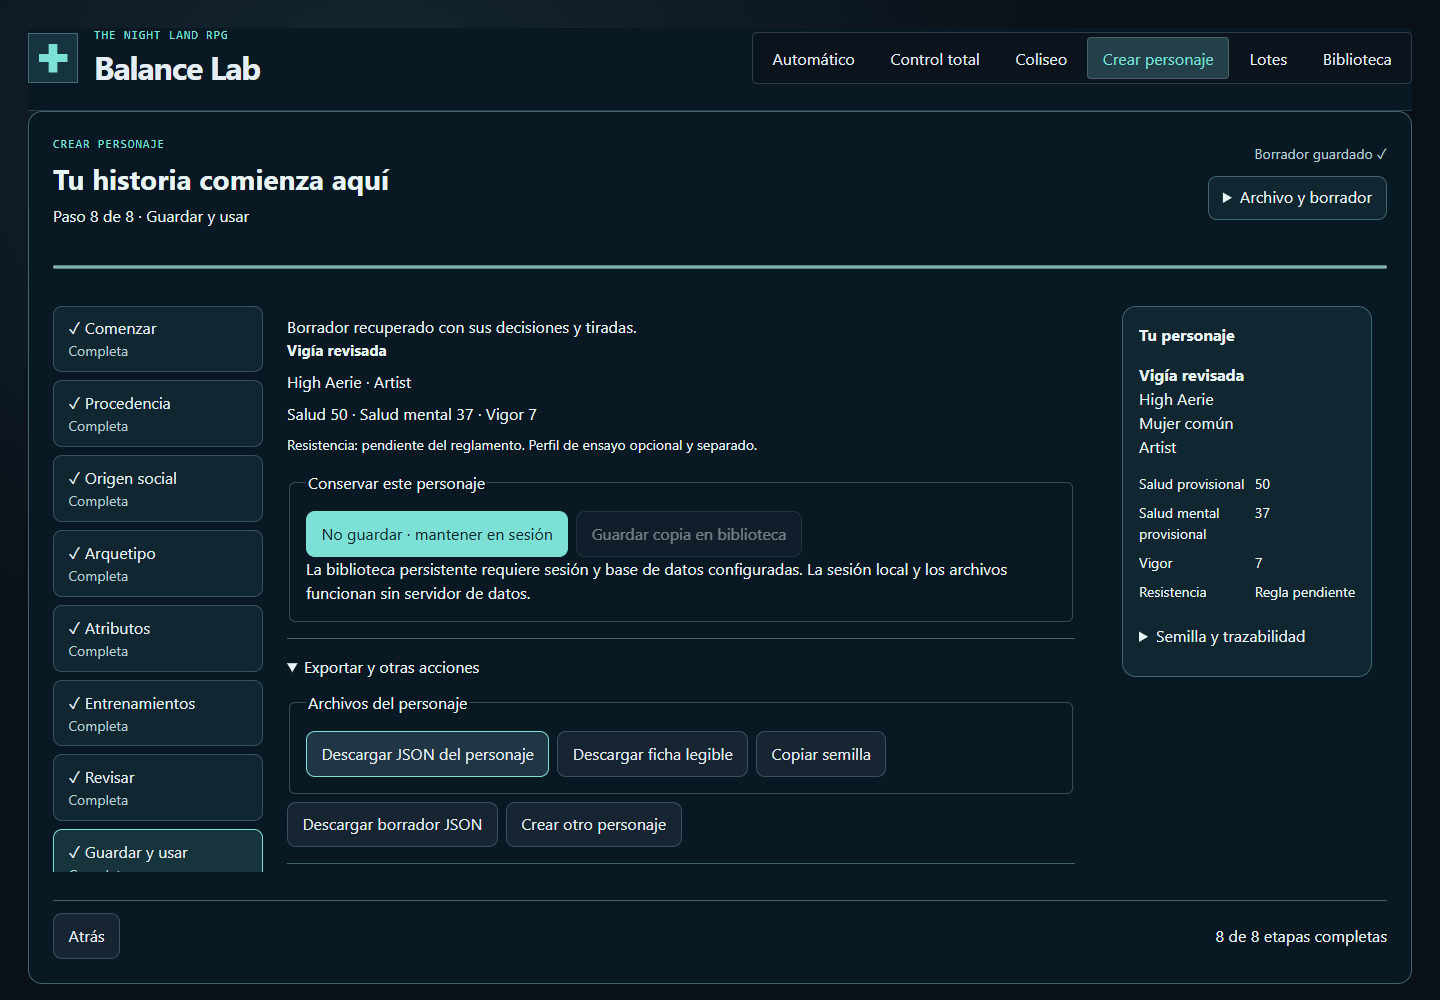 THE NIGHT LAND RPG
Balance Lab
Automático
Control total
Coliseo
Crear personaje
Lotes
Biblioteca
CREAR PERSONAJE
Tu historia comienza aquí
Paso 8 de 8 · Guardar y usar
Borrador guardado ✓
▶ Archivo y borrador
✓ Comenzar
Completa
✓ Procedencia
Completa
✓ Origen social
Completa
✓ Arquetipo
Completa
✓ Atributos
Completa
✓ Entrenamientos
Completa
✓ Revisar
Completa
✓ Guardar y usar
Borrador recuperado con sus decisiones y tiradas.
Vigía revisada
High Aerie · Artist
Salud 50 · Salud mental 37 · Vigor 7
Resistencia: pendiente del reglamento. Perfil de ensayo opcional y separado.
Conservar este personaje
No guardar · mantener en sesión
Guardar copia en biblioteca
La biblioteca persistente requiere sesión y base de datos configuradas. La sesión local y los archivos
funcionan sin servidor de datos.
▼ Exportar y otras acciones
Archivos del personaje
Descargar JSON del personaje
Descargar ficha legible
Copiar semilla
Descargar borrador JSON
Crear otro personaje
Tu personaje
Vigía revisada
High Aerie
Mujer común
Artist
Salud provisional 50
Salud mental 37
provisional
Vigor 7
Resistencia Regla pendiente
▶ Semilla y trazabilidad
Atrás
8 de 8 etapas completas